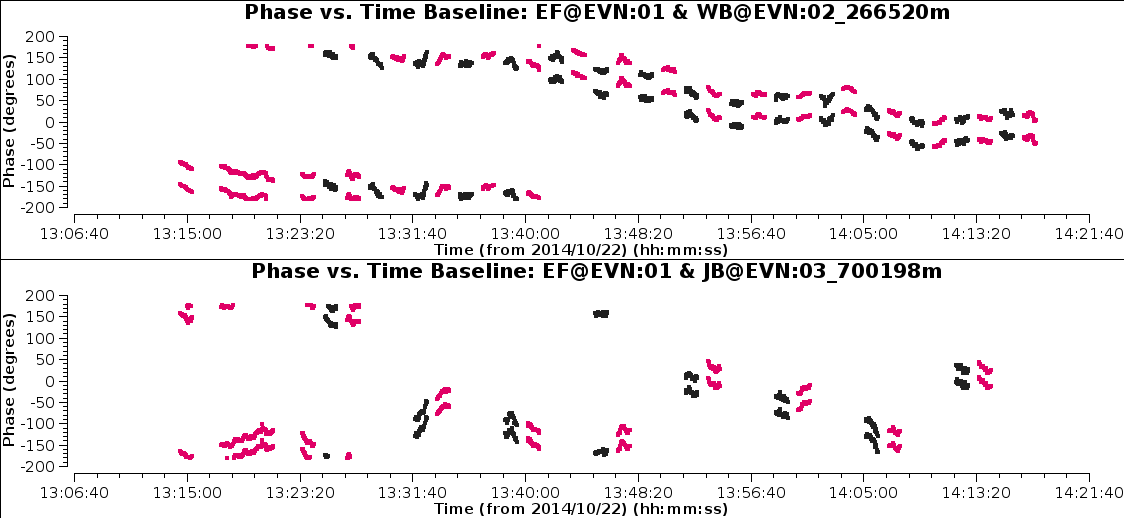 Phase vs. Time Baseline: EF@EVN:01 & WB@EVN:02_266520m
Phase (degrees)
200
150
100
50
0
-50
-100
-150
-200
13:06:40 13:15:00 13:23:20 13:31:40 13:40:00 13:48:20 13:56:40 14:05:00 14:13:20 14:21:40
Time (from 2014/10/22) (hh:mm:ss)
Phase vs. Time Baseline: EF@EVN:01 & JB@EVN:03_700198m
Phase (degrees)
200
150
100
50
0
-50
-100
-150
-200
13:06:40 13:15:00 13:23:20 13:31:40 13:40:00 13:48:20 13:56:40 14:05:00 14:13:20 14:21:40
Time (from 2014/10/22) (hh:mm:ss)